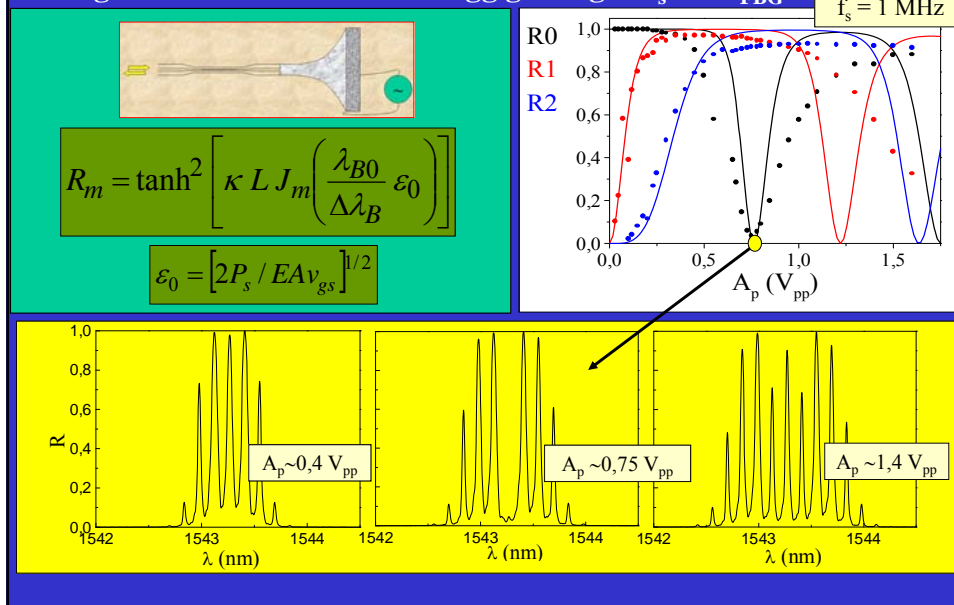 FBG
f_s = 1 MHz
R0
R1
R2
1,0
0,8
0,6
0,4
0,2
0,0
0,0 0,5 1,0 1,5
A_p (V_pp)
~
R_m = tanh² [ κ L J_m ( λ_B0 / Δλ_B ε_0 ) ]
ε_0 = [2P_s / EAv_gs]^1/2
1,0
0,8
0,6
0,4
0,2
0,0
R
A_p~0,4 V_pp
A_p ~0,75 V_pp
A_p ~1,4 V_pp
1542 1543 1544
1542 1543 1544
1542 1543 1544
λ (nm)
λ (nm)
λ (nm)